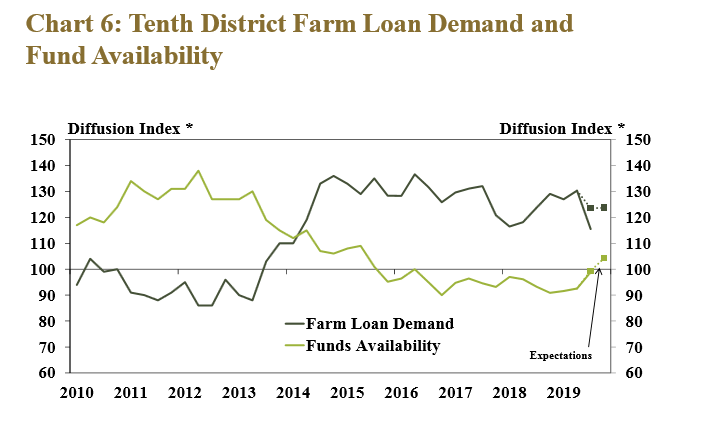 Chart 6: Tenth District Farm Loan Demand and
Fund Availability
Diffusion Index * Diffusion Index *
150 150
140 140
130 130
120 120
110 110
100 100
90 90
80 80
70 70
60 60
Farm Loan Demand
Funds Availability
Expectations
2010 2011 2012 2013 2014 2015 2016 2017 2018 2019